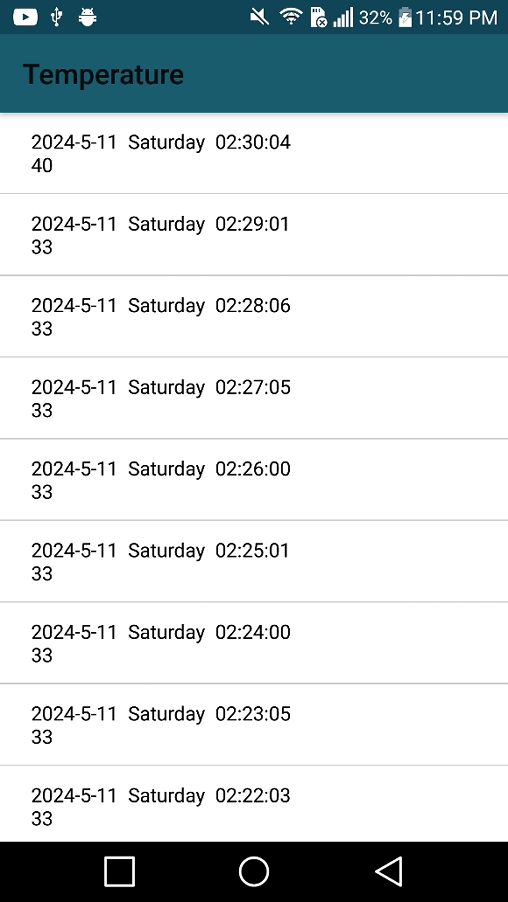 32% 11:59 PM
Temperature
2024-5-11 Saturday 02:30:04
40
2024-5-11 Saturday 02:29:01
33
2024-5-11 Saturday 02:28:06
33
2024-5-11 Saturday 02:27:05
33
2024-5-11 Saturday 02:26:00
33
2024-5-11 Saturday 02:25:01
33
2024-5-11 Saturday 02:24:00
33
2024-5-11 Saturday 02:23:05
33
2024-5-11 Saturday 02:22:03
33